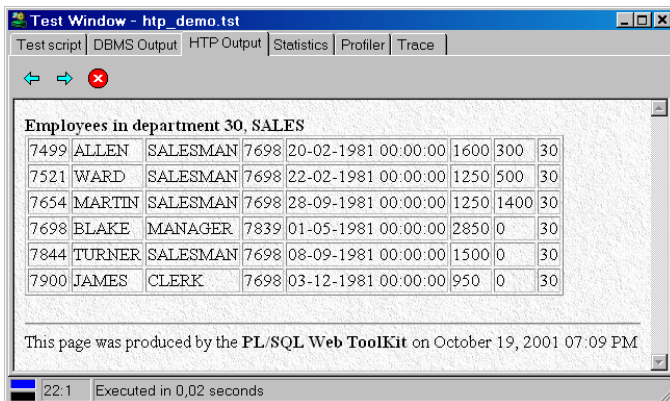 Test Window - htp_demo.tst
Test script DBMS Output HTP Output Statistics Profiler Trace
Employees in department 30, SALES
7499 ALLEN SALESMAN 7698 20-02-1981 00:00:00 1600 300 30
7521 WARD SALESMAN 7698 22-02-1981 00:00:00 1250 500 30
7654 MARTIN SALESMAN 7698 28-09-1981 00:00:00 1250 1400 30
7698 BLAKE MANAGER 7839 01-05-1981 00:00:00 2850 0 30
7844 TURNER SALESMAN 7698 08-09-1981 00:00:00 1500 0 30
7900 JAMES CLERK 7698 03-12-1981 00:00:00 950 0 30
This page was produced by the PL/SQL Web ToolKit on October 19, 2001 07:09 PM
22:1 Executed in 0,02 seconds